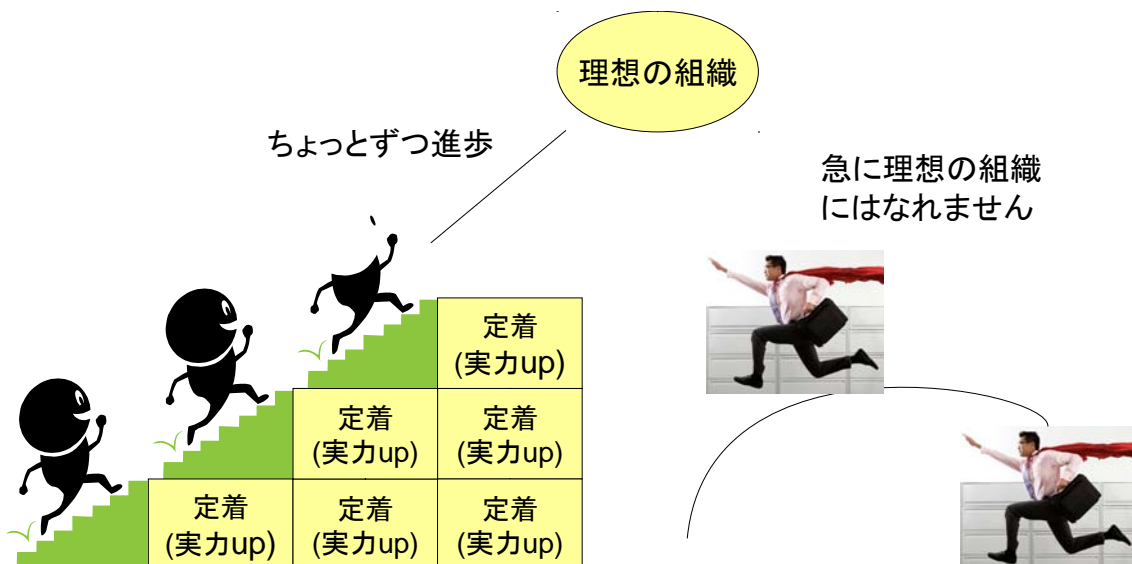 理想の組織
ちょっとずつ進歩
急に理想の組織
にはなれません
定着
(実力up)
定着
(実力up)
定着
(実力up)
定着
(実力up)
定着
(実力up)
定着
(実力up)